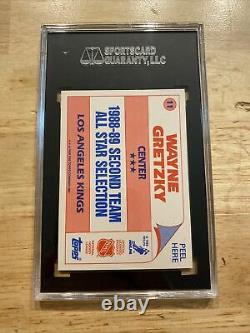 SPORTSCARD
GUARANTY, LLC
11
WAYNE
GRETZKY
PEEL
HERE
CENTER
★★★
1988-89 SECOND TEAM
ALL STAR SELECTION
LOS ANGELES KINGS
NHL
topps